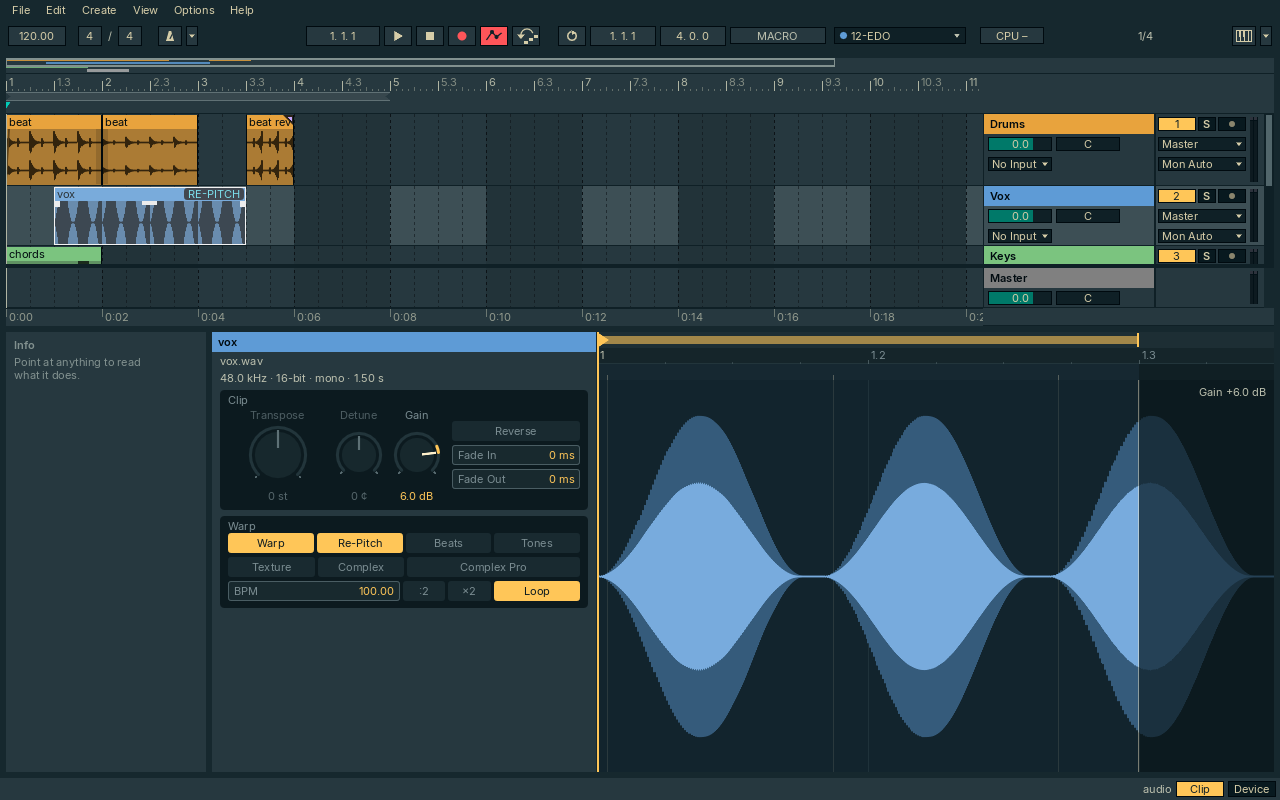 File Edit Create View Options Help
120.00 4 / 4 1. 1. 1 1. 1. 1 4. 0. 0 MACRO 12-EDO CPU – 1/4
1 1.3 2 2.3 3 3.3 4 4.3 5 5.3 6 6.3 7 7.3 8 8.3 9 9.3 10 10.3 11
beat beat beat rev Drums 1 S
0.0 C Master
No Input Mon Auto
vox RE-PITCH Vox 2 S
0.0 C Master
No Input Mon Auto
chords Keys 3 S
Master
0.0 C
0:00 0:02 0:04 0:06 0:08 0:10 0:12 0:14 0:16 0:18
Info
Point at anything to read
what it does.
vox
vox.wav
48.0 kHz · 16-bit · mono · 1.50 s
Clip
Transpose Detune Gain
Reverse
Fade In 0 ms
Fade Out 0 ms
0 st 0 ¢ 6.0 dB
Warp
Warp Re-Pitch Beats Tones
Texture Complex Complex Pro
BPM 100.00 :2 ×2 Loop
1 1.2 1.3
Gain +6.0 dB
audio Clip Device